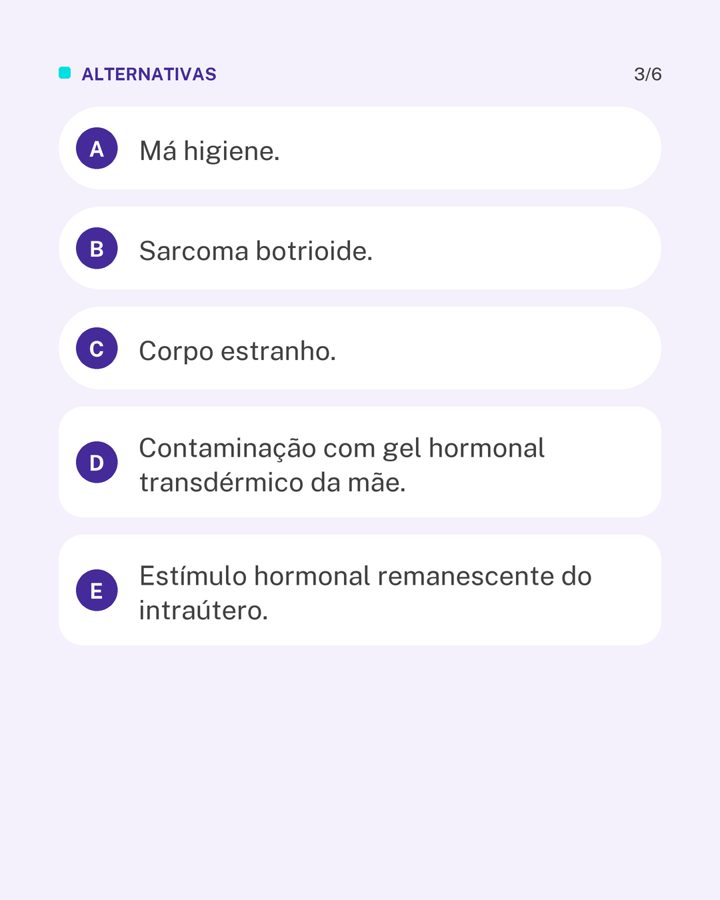 ALTERNATIVAS
3/6
A
Má higiene.
B
Sarcoma botrioide.
C
Corpo estranho.
D
Contaminação com gel hormonal
transdérmico da mãe.
E
Estímulo hormonal remanescente do
intraútero.